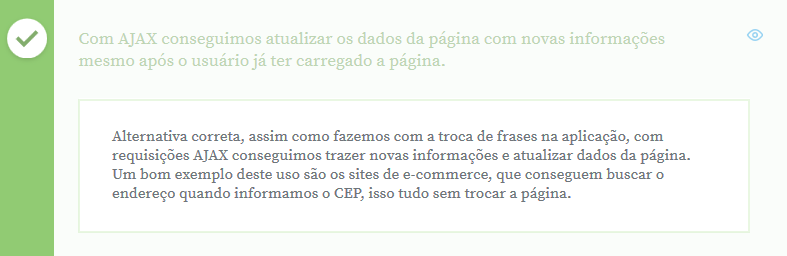 Com AJAX conseguimos atualizar os dados da página com novas informações
mesmo após o usuário já ter carregado a página.
Alternativa correta, assim como fazemos com a troca de frases na aplicação, com
requisições AJAX conseguimos trazer novas informações e atualizar dados da página.
Um bom exemplo deste uso são os sites de e-commerce, que conseguem buscar o
endereço quando informamos o CEP, isso tudo sem trocar a página.